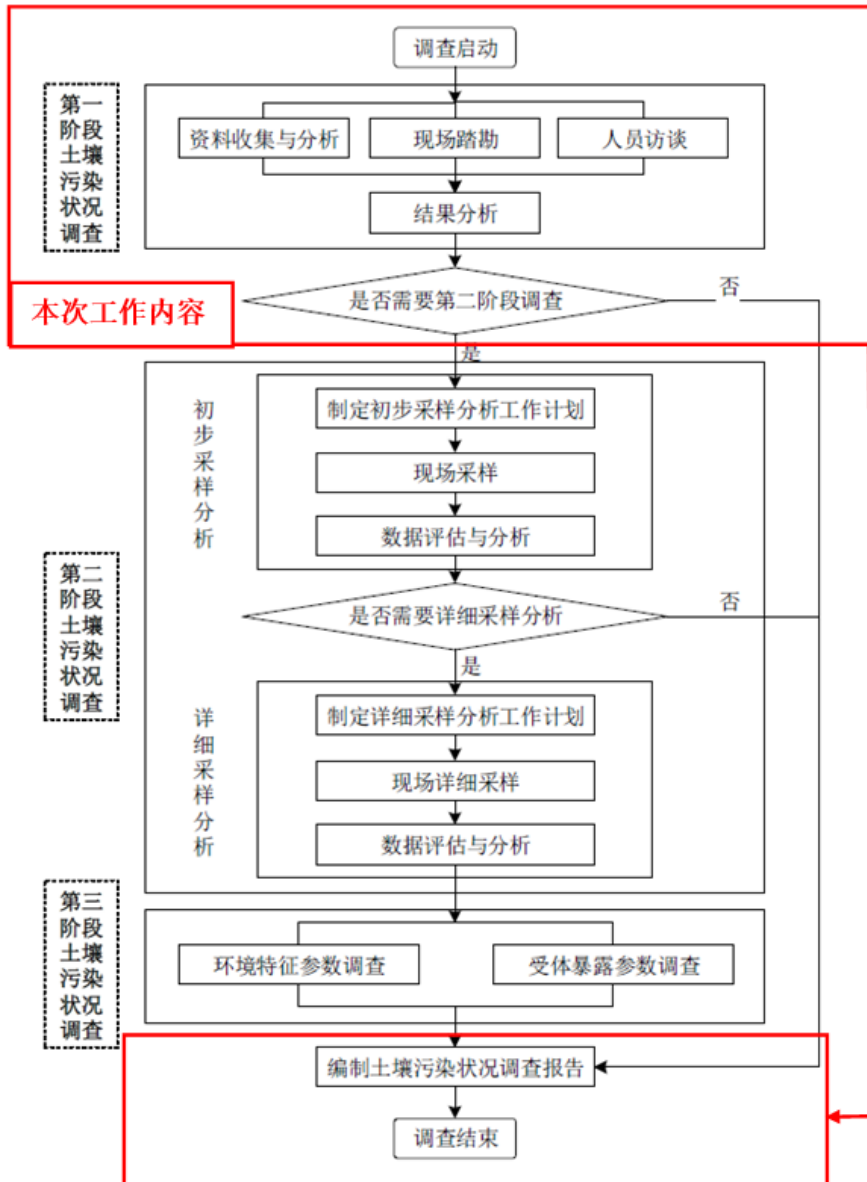 调查启动
第一
阶段
土壤
污染
状况
调查
资料收集与分析
现场踏勘
人员访谈
结果分析
是否需要第二阶段调查
否
本次工作内容
是
初步采样分析
制定初步采样分析工作计划
现场采样
数据评估与分析
第二
阶段
土壤
污染
状况
调查
是否需要详细采样分析
否
是
详细采样分析
制定详细采样分析工作计划
现场详细采样
数据评估与分析
第三
阶段
土壤
污染
状况
调查
环境特征参数调查
受体暴露参数调查
编制土壤污染状况调查报告
调查结束